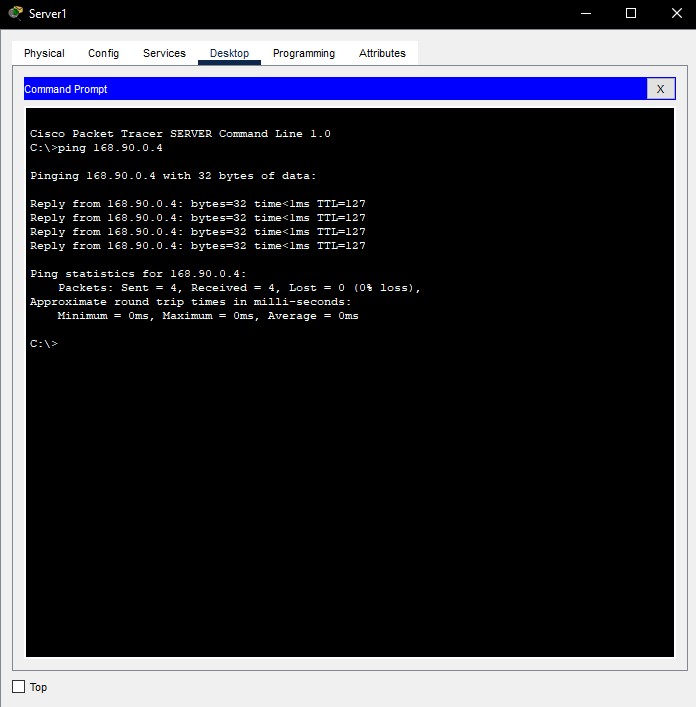 Server1
Physical Config Services Desktop Programming Attributes
Command Prompt X
Cisco Packet Tracer SERVER Command Line 1.0
C:\>ping 168.90.0.4
Pinging 168.90.0.4 with 32 bytes of data:
Reply from 168.90.0.4: bytes=32 time<1ms TTL=127
Reply from 168.90.0.4: bytes=32 time<1ms TTL=127
Reply from 168.90.0.4: bytes=32 time<1ms TTL=127
Reply from 168.90.0.4: bytes=32 time<1ms TTL=127
Ping statistics for 168.90.0.4:
Packets: Sent = 4, Received = 4, Lost = 0 (0% loss),
Approximate round trip times in milli-seconds:
Minimum = 0ms, Maximum = 0ms, Average = 0ms
C:\>
Top